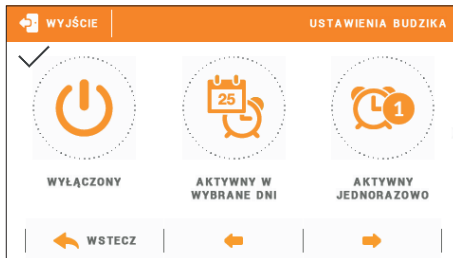 WYJŚCIE
USTAWIENIA BUDZIKA
25
1
WYŁĄCZONY
AKTYWNY W
WYBRANE DNI
AKTYWNY
JEDNORAZOWO
WSTECZ